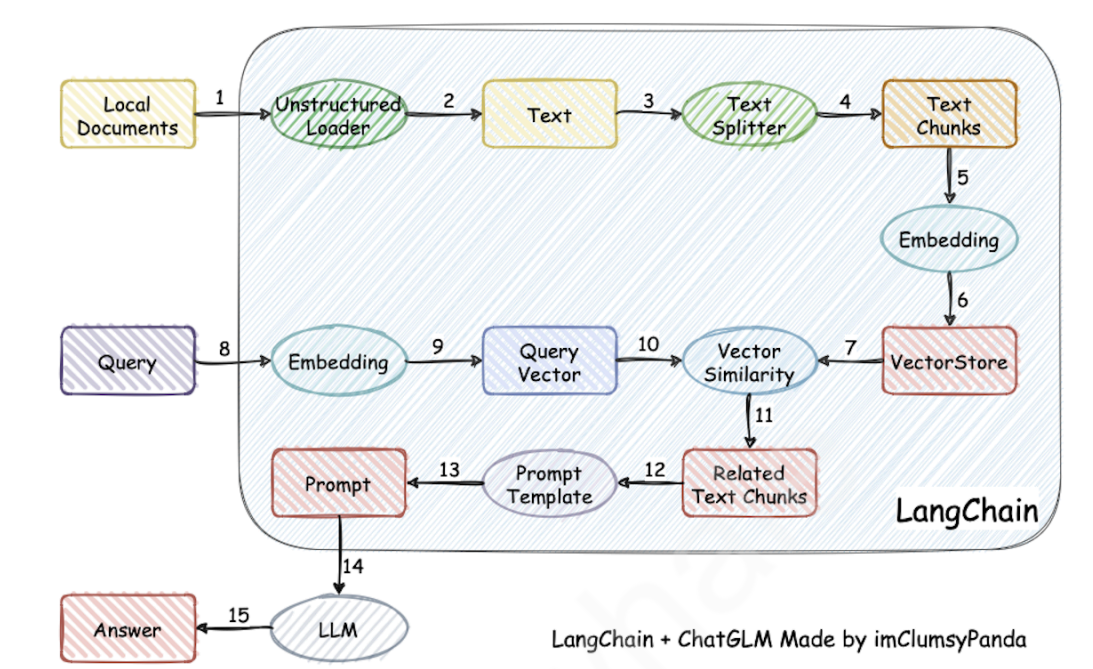 Local
Documents
1
Unstructured
Loader
2
Text
3
Text
Splitter
4
Text
Chunks
5
Embedding
6
Query
8
Embedding
9
Query
Vector
10
Vector
Similarity
7
VectorStore
11
Prompt
13
Prompt
Template
12
Related
Text Chunks
LangChain
14
Answer
15
LLM
LangChain + ChatGLM Made by imClumsyPanda